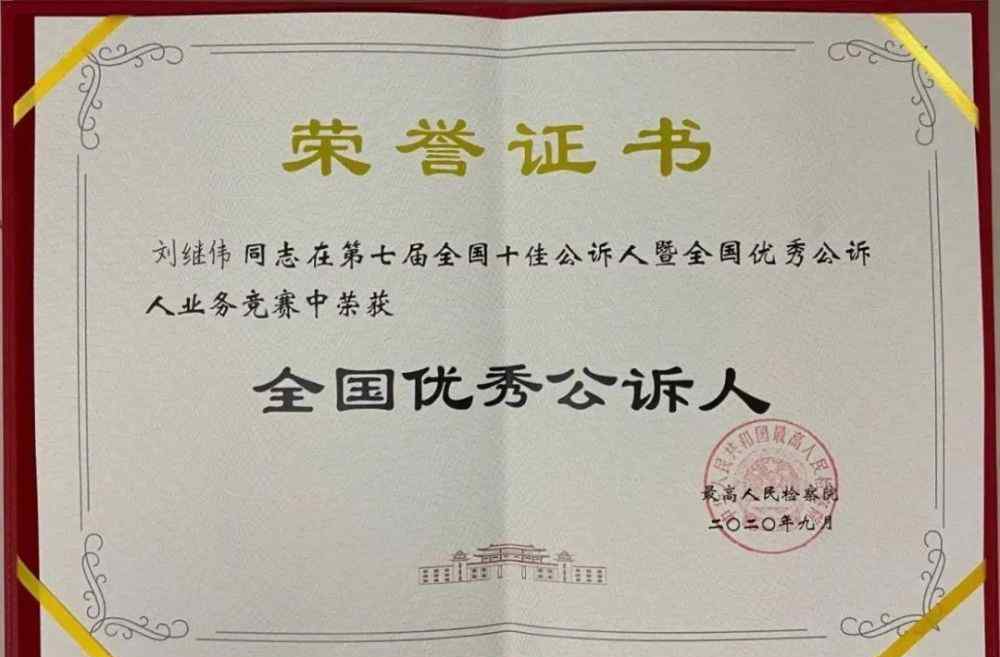 荣誉证书
刘继伟 同志在第七届全国十佳公诉人暨全国优秀公诉
人业务竞赛中荣获
全国优秀公诉人
最高人民检察院
二〇二〇年九月